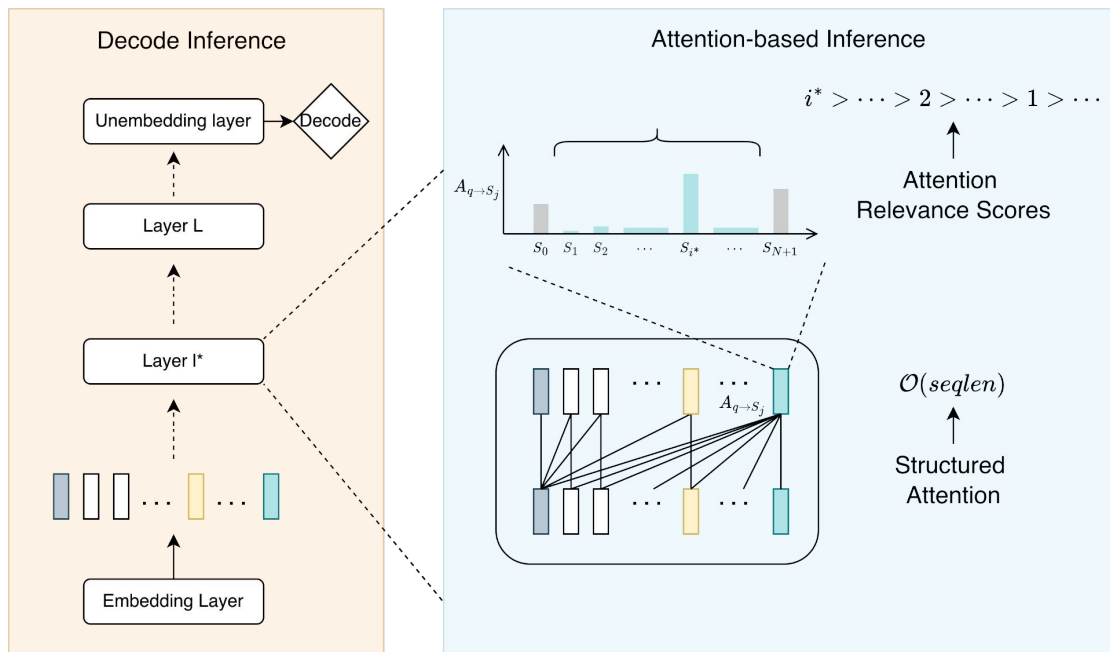 Decode Inference
Unembedding layer
Decode
Layer L
Layer l*
...
...
Embedding Layer
Attention-based Inference
i* > ··· > 2 > ··· > 1 > ···
Attention
Relevance Scores
A_{q→S_j}
S_0 S_1 S_2 ... S_{i*} ... S_{N+1}
... ...
A_{q→S_j}
... ...
𝒪(seqlen)
Structured
Attention